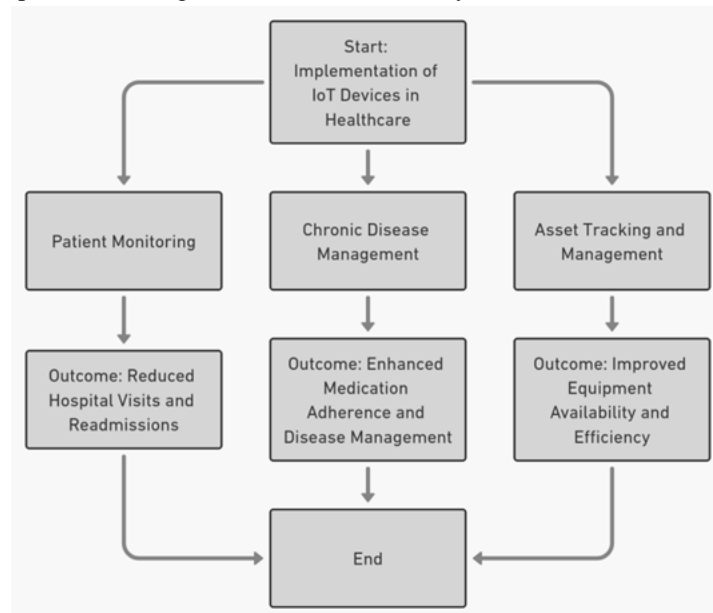 Start:
Implementation of
IoT Devices in
Healthcare
Patient Monitoring
Chronic Disease
Management
Asset Tracking and
Management
Outcome: Reduced
Hospital Visits and
Readmissions
Outcome: Enhanced
Medication
Adherence and
Disease Management
Outcome: Improved
Equipment
Availability and
Efficiency
End